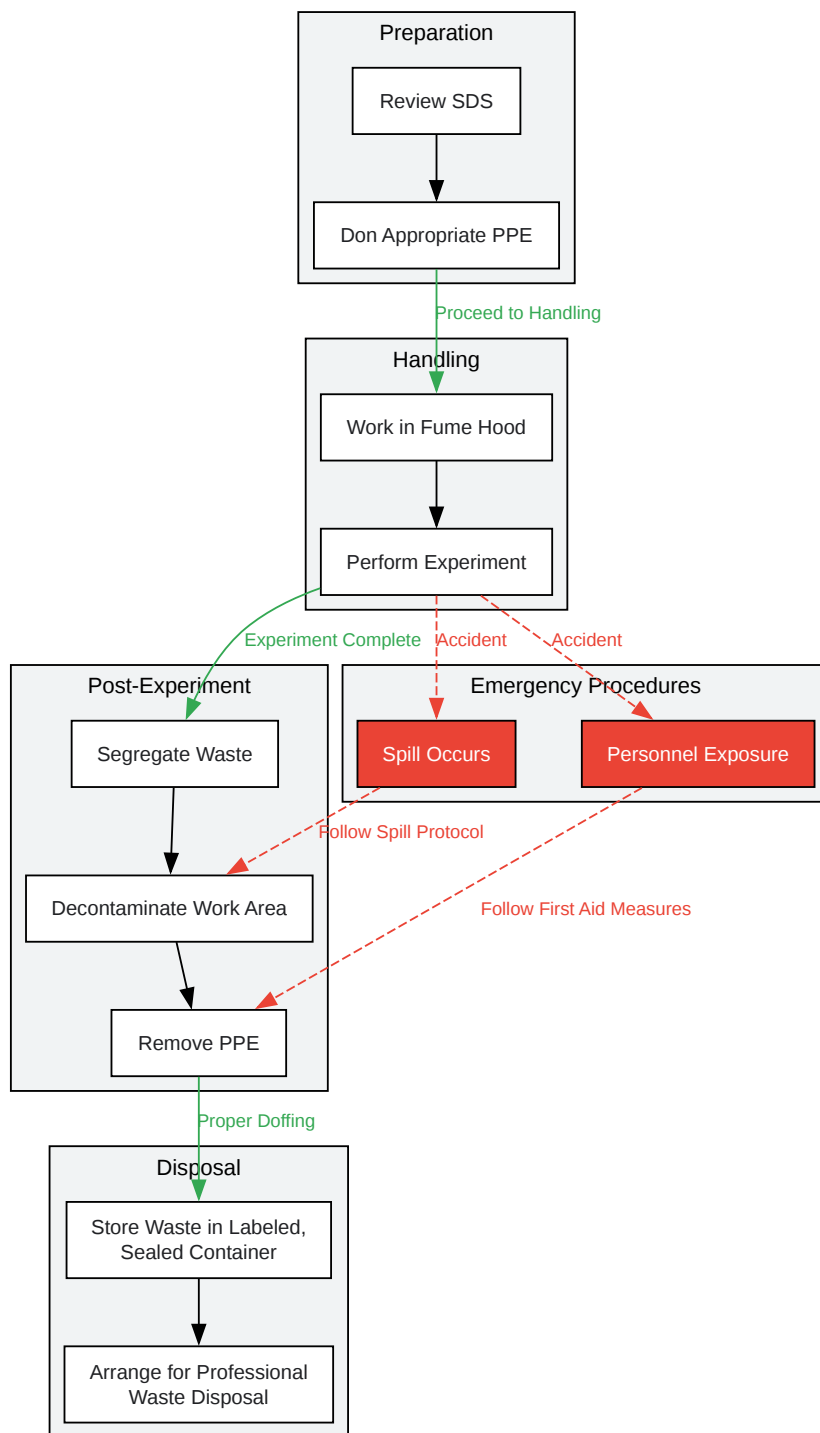 Preparation
Review SDS
Don Appropriate PPE
Proceed to Handling
Handling
Work in Fume Hood
Perform Experiment
Experiment Complete
Accident
Accident
Post-Experiment
Emergency Procedures
Segregate Waste
Spill Occurs
Personnel Exposure
Follow Spill Protocol
Decontaminate Work Area
Follow First Aid Measures
Remove PPE
Proper Doffing
Disposal
Store Waste in Labeled,
Sealed Container
Arrange for Professional
Waste Disposal